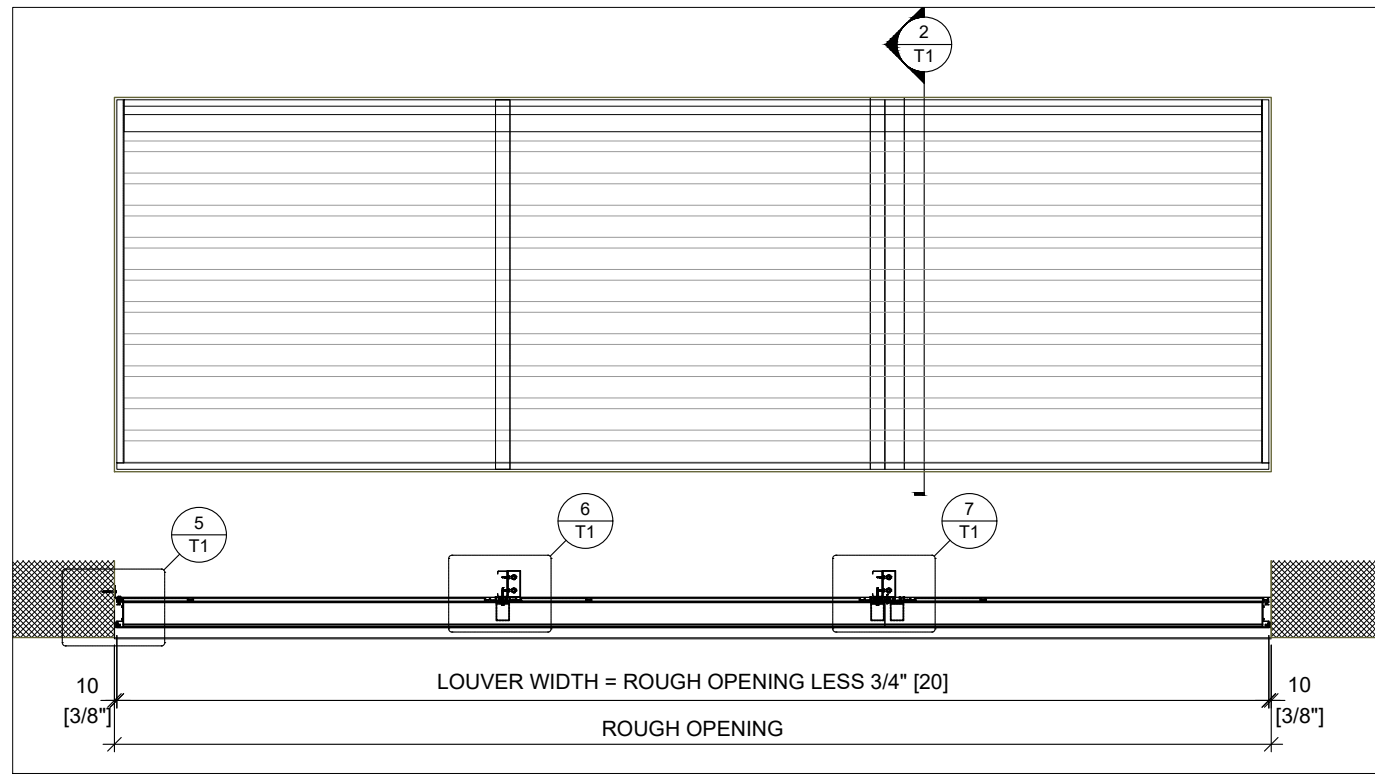 2
T1
5
T1
6
T1
7
T1
10
[3/8"]
LOUVER WIDTH = ROUGH OPENING LESS 3/4" [20]
10
[3/8"]
ROUGH OPENING